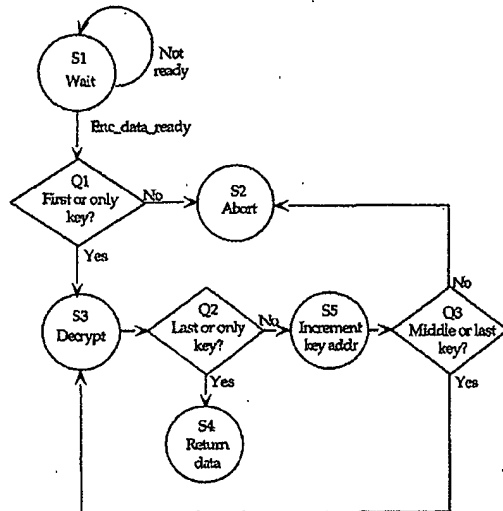 S1
Wait
Not
ready
Enc_data_ready
Q1
First or only
key?
No
S2
Abort
Yes
No
S3
Decrypt
Q2
Last or only
key?
No
S5
Increment
key addr
Q3
Middle or last
key?
Yes
Yes
S4
Return
data